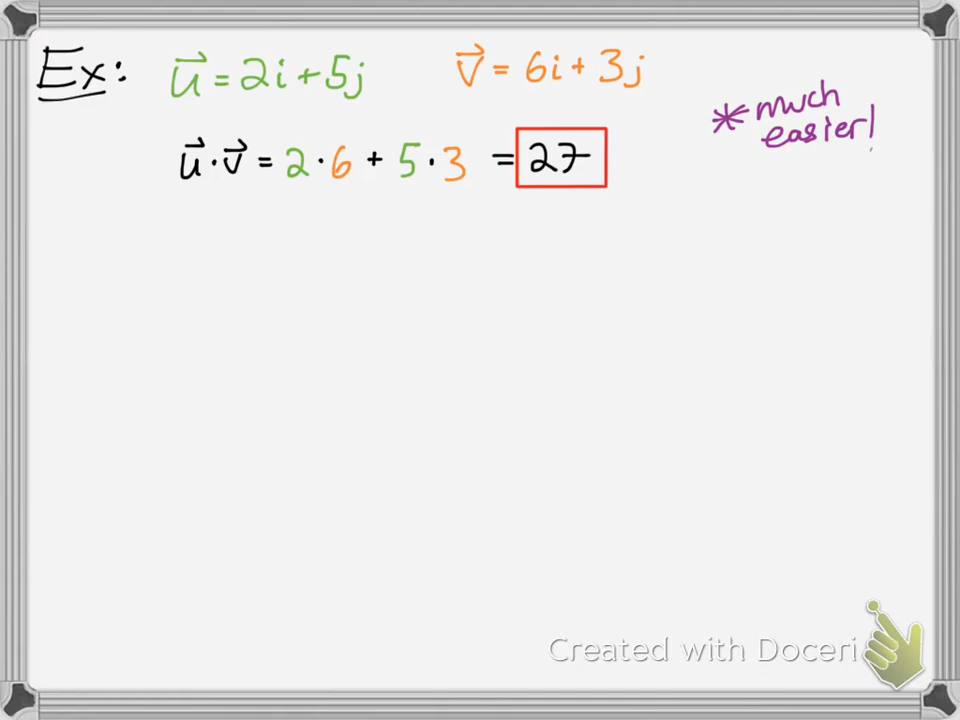 Ex: u⃗ = 2i + 5j v⃗ = 6i + 3j
* much
easier!
u⃗ · v⃗ = 2 · 6 + 5 · 3 = 27
Created with Doceri